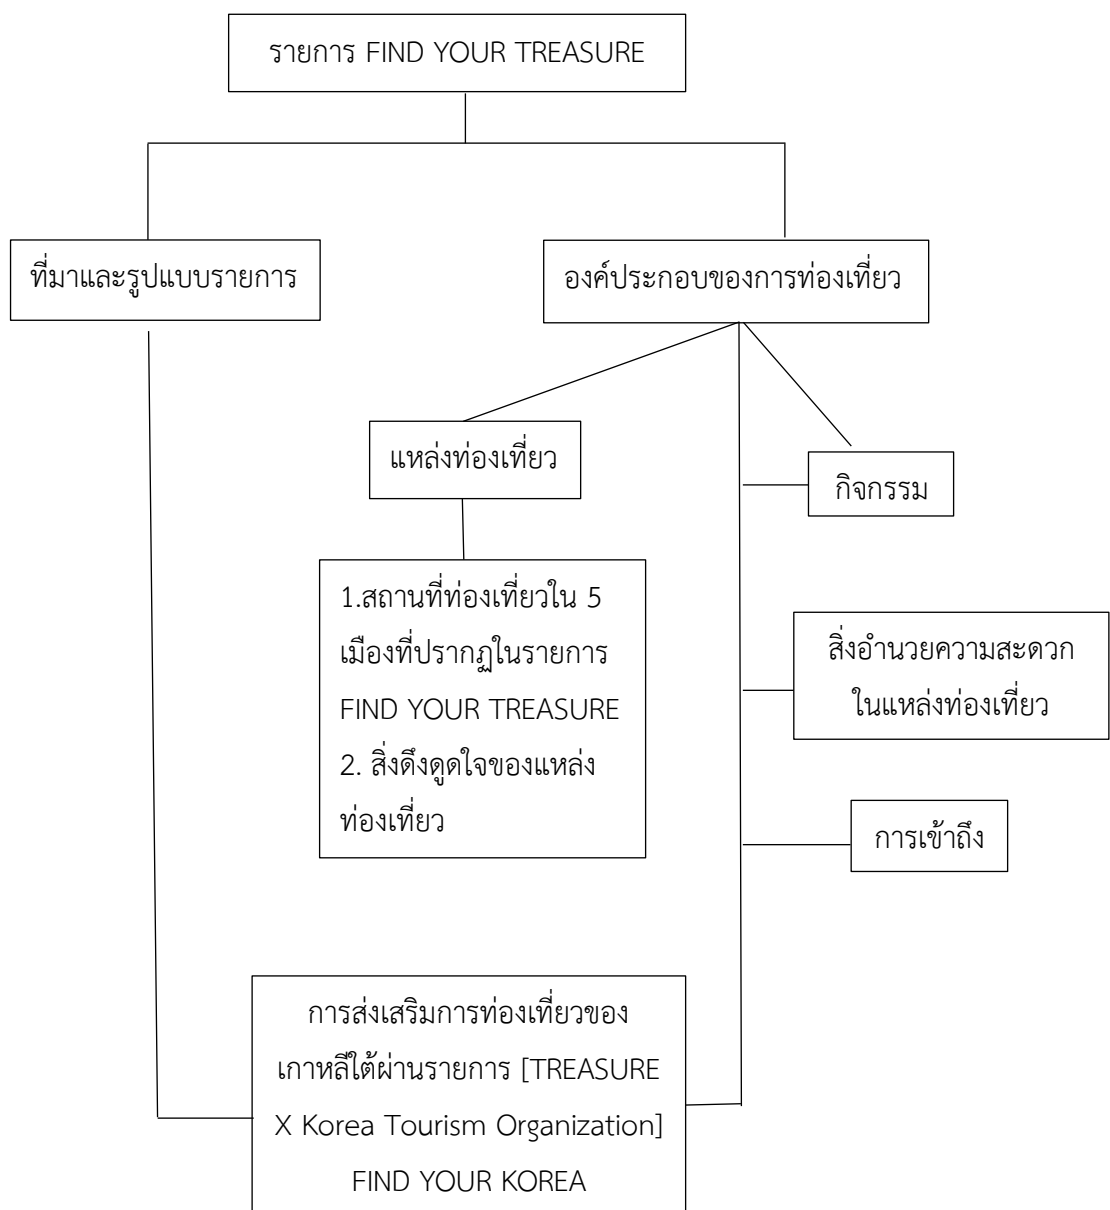 รายการ FIND YOUR TREASURE
ที่มาและรูปแบบรายการ
องค์ประกอบของการท่องเที่ยว
แหล่งท่องเที่ยว
กิจกรรม
1.สถานที่ท่องเที่ยวใน 5
เมืองที่ปรากฏในรายการ
FIND YOUR TREASURE
2. สิ่งดึงดูดใจของแหล่ง
ท่องเที่ยว
สิ่งอำนวยความสะดวก
ในแหล่งท่องเที่ยว
การเข้าถึง
การส่งเสริมการท่องเที่ยวของ
เกาหลีใต้ผ่านรายการ [TREASURE
X Korea Tourism Organization]
FIND YOUR KOREA